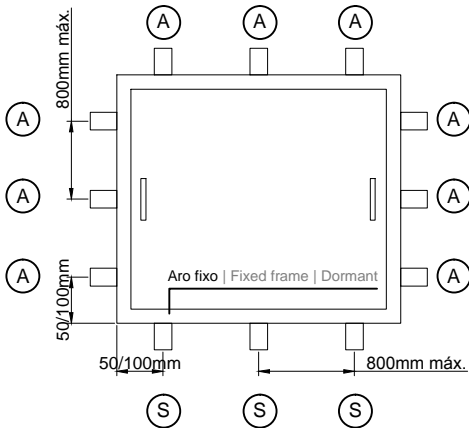 A A A
800mm máx.
A A
A A
Aro fixo | Fixed frame | Dormant
A A
50/100mm
50/100mm 800mm máx.
S S S